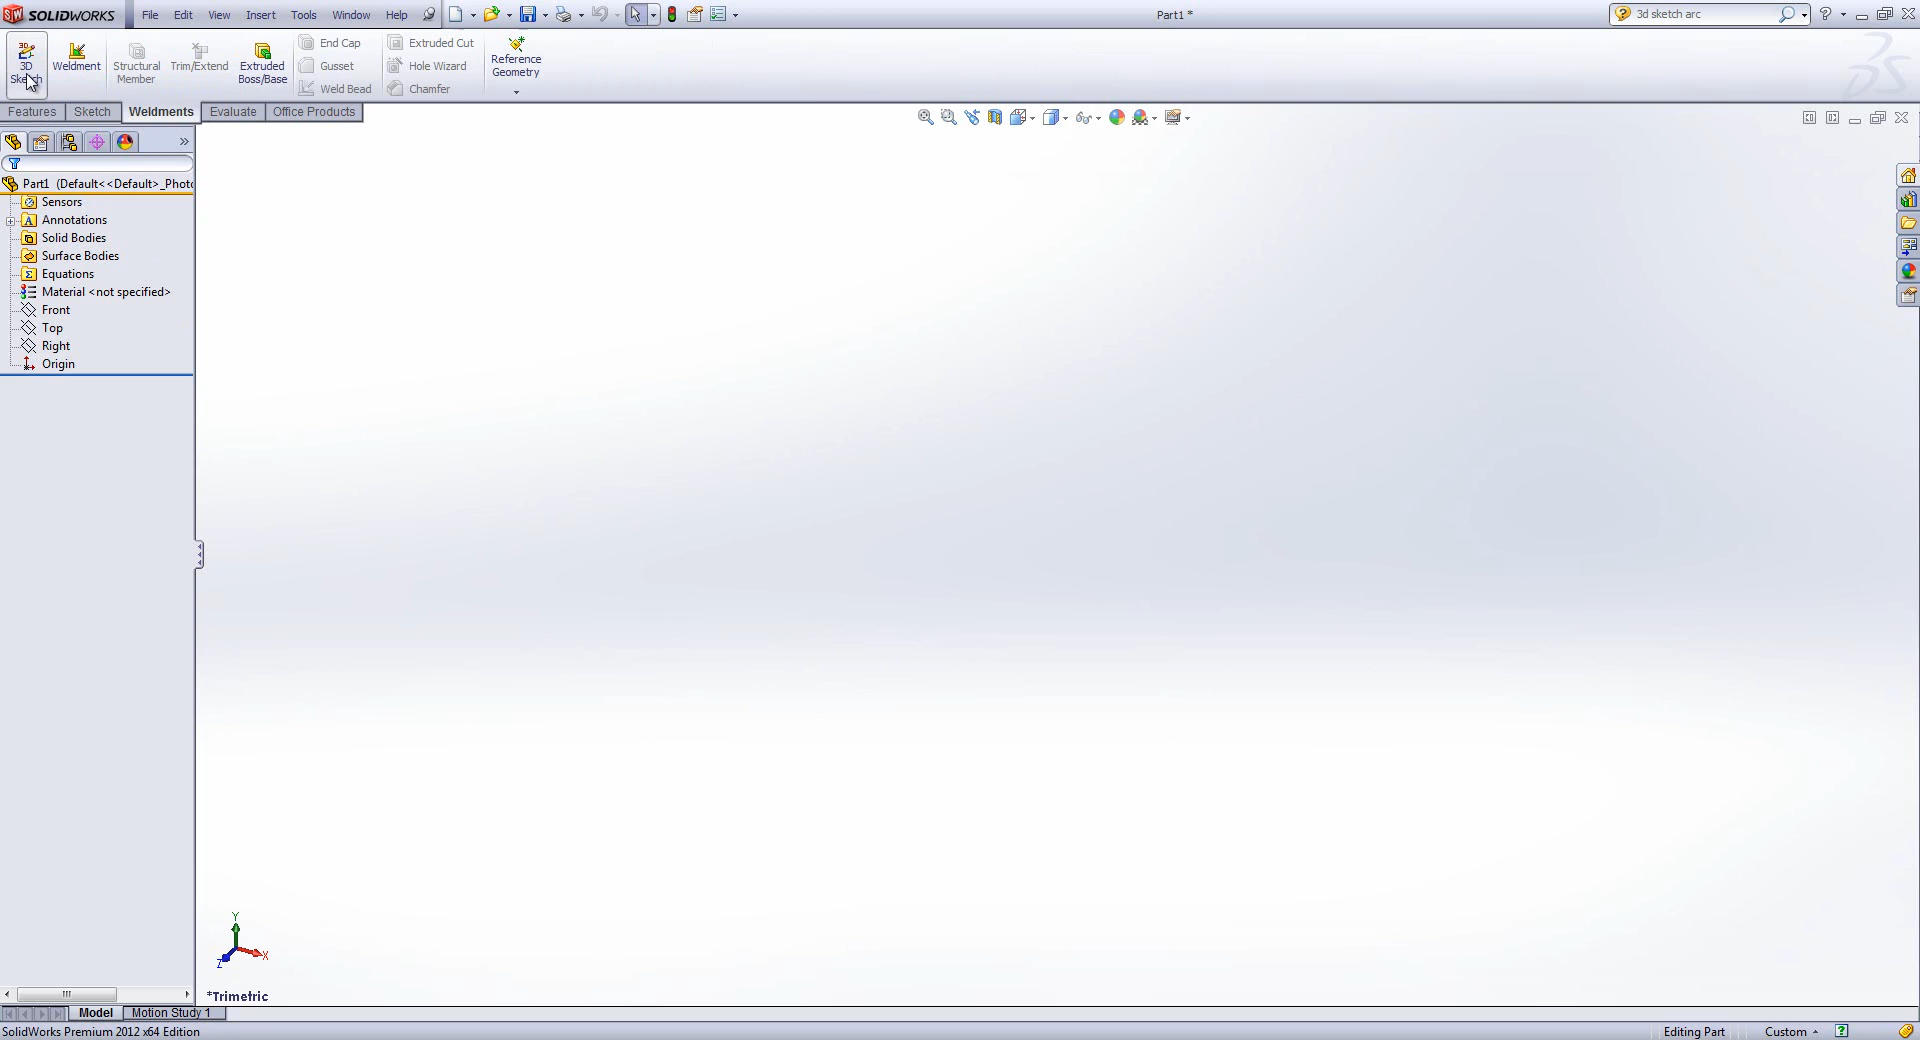 SOLIDWORKS File Edit View Insert Tools Window Help Part1 * 3d sketch arc
3D Sketch
Weldment
Structural Member
Trim/Extend
Extruded Boss/Base
End Cap
Gusset
Weld Bead
Extruded Cut
Hole Wizard
Chamfer
Reference Geometry
Features Sketch Weldments Evaluate Office Products
Part1 (Default<<Default>_Photo
Sensors
Annotations
Solid Bodies
Surface Bodies
Equations
Material <not specified>
Front
Top
Right
Origin
Y
X
Z
*Trimetric
Model Motion Study 1
SolidWorks Premium 2012 x64 Edition Editing Part Custom